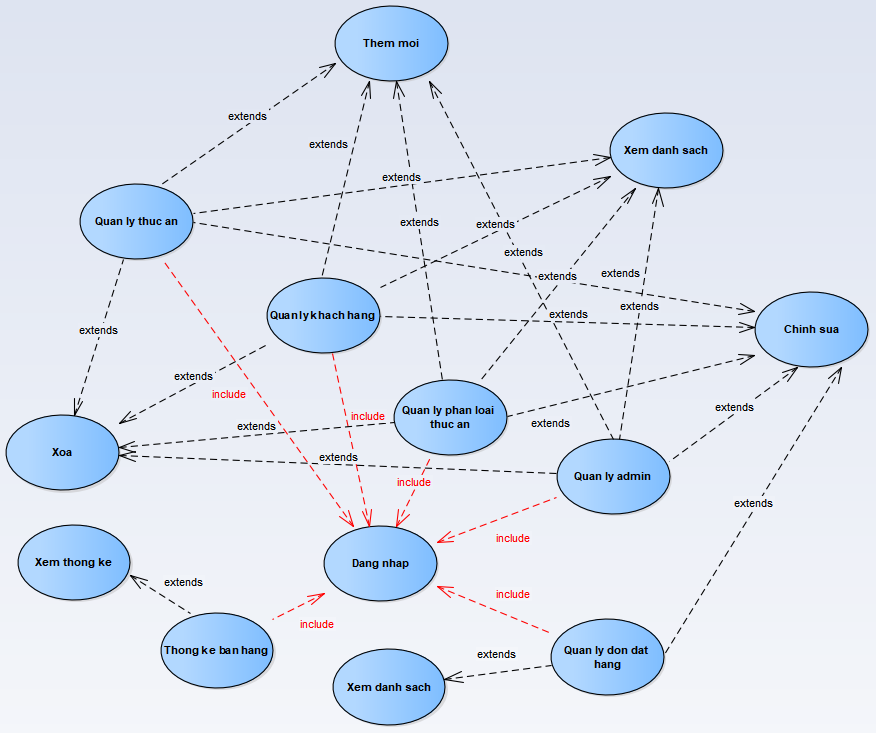 Them moi
extends
extends
Xem danh sach
extends
Quan ly thuc an
extends
extends
extends
extends
extends
extends
Quan ly khach hang
extends
Chinh sua
extends
extends
include
extends
Quan ly phan loai
thuc an
include
extends
extends
Xoa
extends
Quan ly admin
include
extends
include
Xem thong ke
Dang nhap
extends
include
include
Thong ke ban hang
extends
Quan ly don dat
hang
Xem danh sach